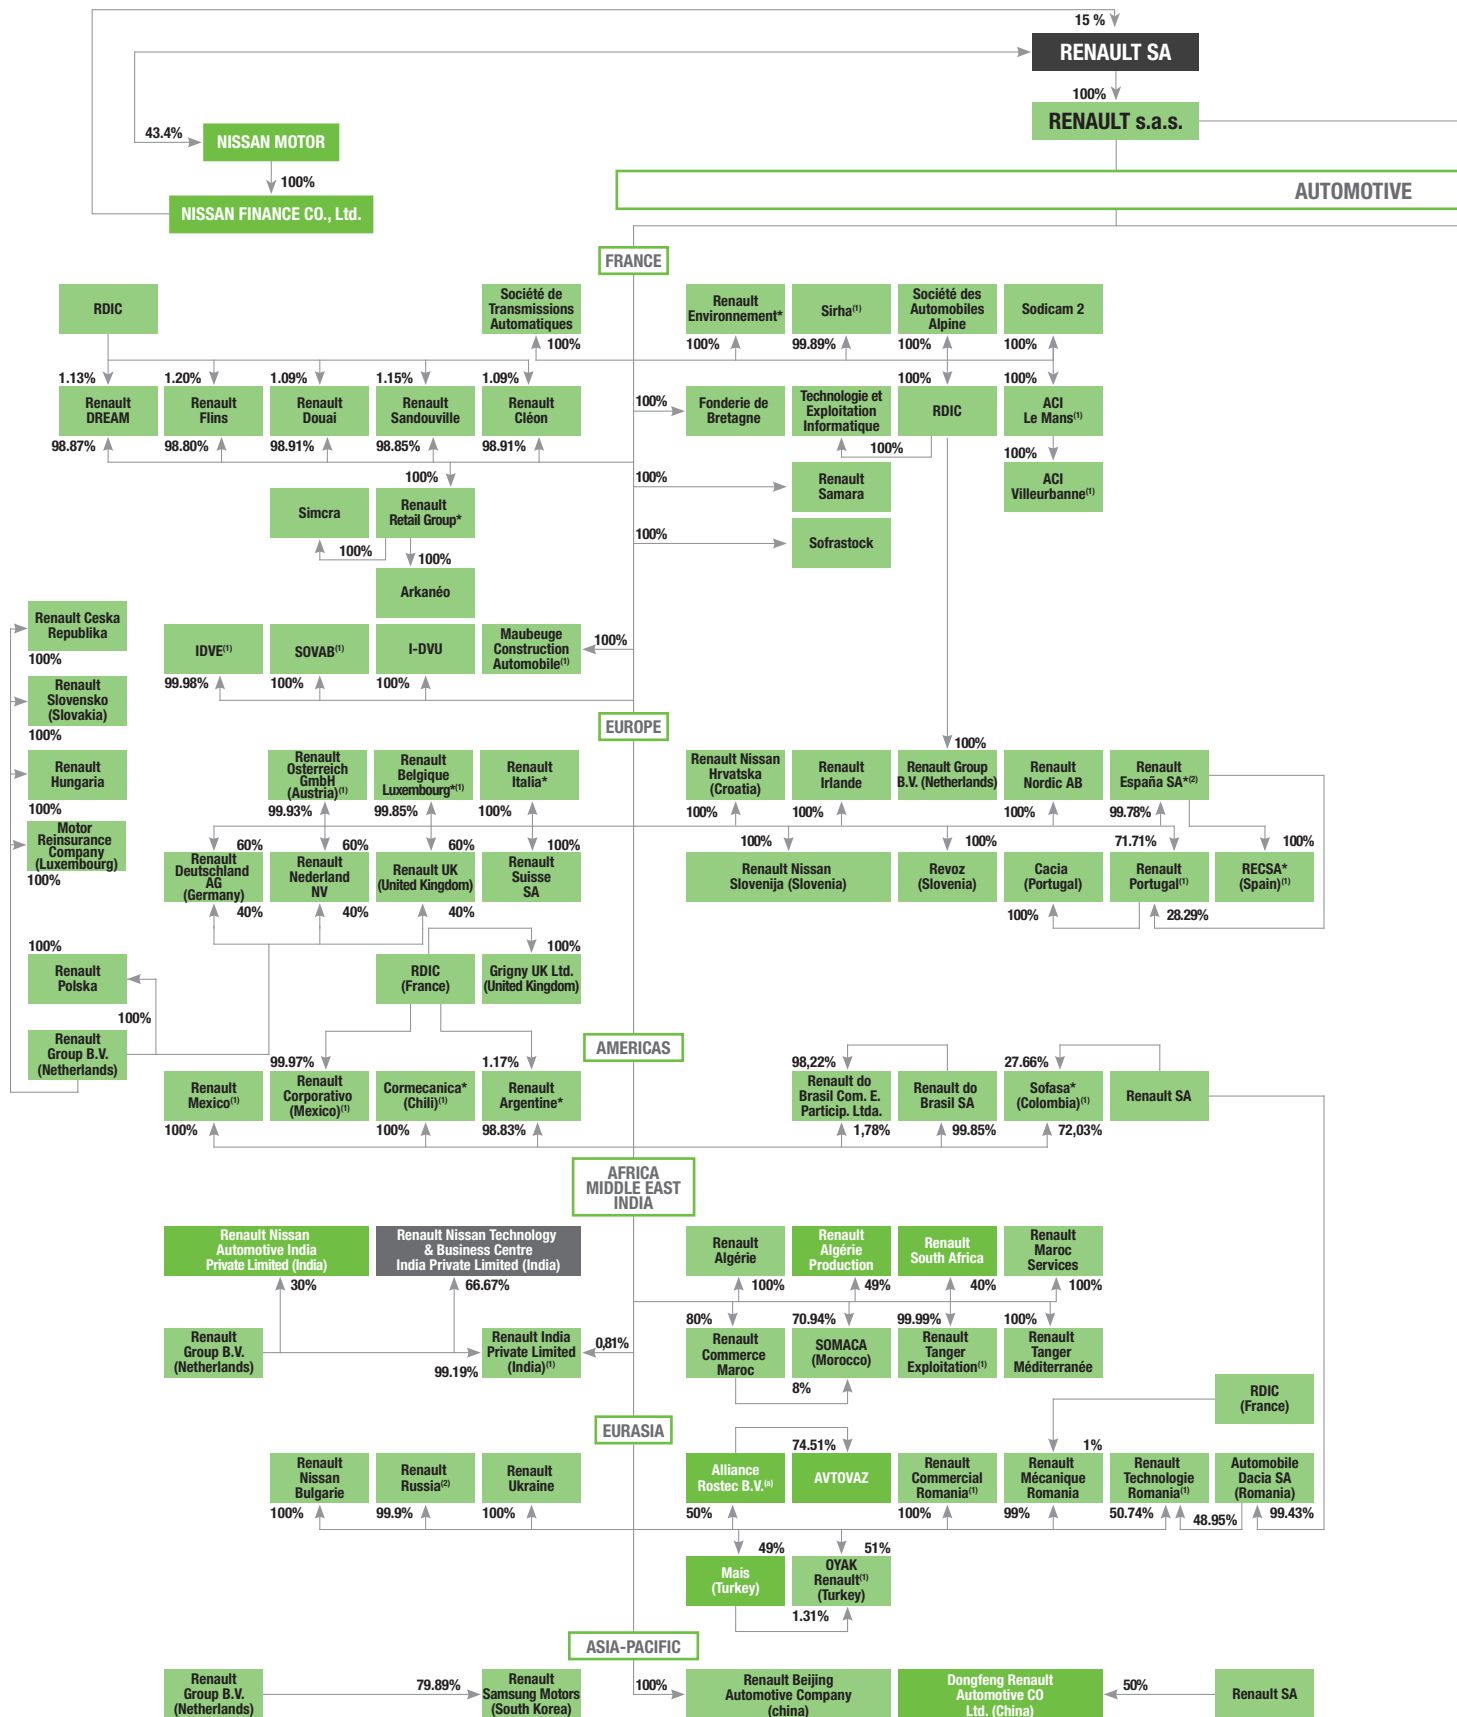 15 %
RENAULT SA
100%
RENAULT s.a.s.
43.4%
NISSAN MOTOR
100%
NISSAN FINANCE CO., Ltd.
AUTOMOTIVE
FRANCE
RDIC
Société de
Transmissions
Automatiques
100%
Renault
Environnement*
100%
Sirha(1)
99.89%
Société des
Automobiles
Alpine
100%
Sodicam 2
100%
1.13%
Renault
DREAM
98.87%
1.20%
Renault
Flins
98.80%
1.09%
Renault
Douai
98.91%
1.15%
Renault
Sandouville
98.85%
1.09%
Renault
Cléon
98.91%
100%
Fonderie de
Bretagne
Technologie et
Exploitation
Informatique
100%
RDIC
100%
100%
ACI
Le Mans(1)
100%
ACI
Villeurbanne(1)
100%
Renault
Samara
100%
Sofrastock
100%
Simcra
Renault
Retail Group*
100%
100%
Arkanéo
IDVE(1)
99.98%
SOVAB(1)
100%
I-DVU
100%
Maubeuge
Construction
Automobile(1)
100%
Renault Ceska
Republika
100%
Renault
Slovensko
(Slovakia)
100%
Renault
Hungaria
100%
Motor
Reinsurance
Company
(Luxembourg)
100%
EUROPE
Renault
Osterreich
GmbH
(Austria)(1)
99.93%
Renault
Belgique
Luxembourg*(1)
99.85%
Renault
Italia*
100%
Renault Nissan
Hrvatska
(Croatia)
100%
Renault
Irlande
100%
100%
Renault Group
B.V. (Netherlands)
Renault
Nordic AB
100%
Renault
España SA*(2)
99.78%
60%
Renault
Deutschland
AG
(Germany)
40%
60%
Renault
Nederland
NV
40%
60%
Renault UK
(United Kingdom)
40%
100%
Renault
Suisse
SA
100%
Renault Nissan
Slovenija (Slovenia)
100%
Revoz
(Slovenia)
Cacia
(Portugal)
100%
71.71%
Renault
Portugal(1)
28.29%
100%
RECSA*
(Spain)(1)
100%
Renault
Polska
100%
Renault
Group B.V.
(Netherlands)
RDIC
(France)
100%
Grigny UK Ltd.
(United Kingdom)
AMERICAS
Renault
Mexico(1)
100%
99.97%
Renault
Corporativo
(Mexico)(1)
Cormecanica*
(Chili)(1)
100%
1.17%
Renault
Argentine*
98.83%
98,22%
Renault do
Brasil Com. E.
Particip. Ltda.
1,78%
Renault do
Brasil SA
99.85%
27.66%
Sofasa*
(Colombia)(1)
72,03%
Renault SA
AFRICA
MIDDLE EAST
INDIA
Renault Nissan
Automotive India
Private Limited (India)
30%
Renault Nissan Technology
& Business Centre
India Private Limited (India)
66.67%
Renault
Algérie
100%
Renault
Algérie
Production
49%
Renault
South Africa
40%
Renault
Maroc
Services
100%
Renault
Group B.V.
(Netherlands)
99.19%
Renault India
Private Limited
(India)(1)
0,81%
80%
Renault
Commerce
Maroc
8%
70.94%
SOMACA
(Morocco)
99.99%
Renault
Tanger
Exploitation(1)
100%
Renault
Tanger
Méditerranée
RDIC
(France)
EURASIA
Renault
Nissan
Bulgarie
100%
Renault
Russia(2)
99.9%
Renault
Ukraine
100%
Alliance
Rostec B.V.(a)
50%
74.51%
AVTOVAZ
Renault
Commercial
Romania(1)
100%
1%
Renault
Mécanique
Romania
99%
Renault
Technologie
Romania(1)
50.74%
48.95%
Automobile
Dacia SA
(Romania)
99.43%
49%
Mais
(Turkey)
51%
OYAK
Renault(1)
(Turkey)
1.31%
ASIA-PACIFIC
Renault
Group B.V.
(Netherlands)
79.89%
Renault
Samsung Motors
(South Korea)
100%
Renault Beijing
Automotive Company
(china)
Dongfeng Renault
Automotive CO
Ltd. (China)
50%
Renault SA